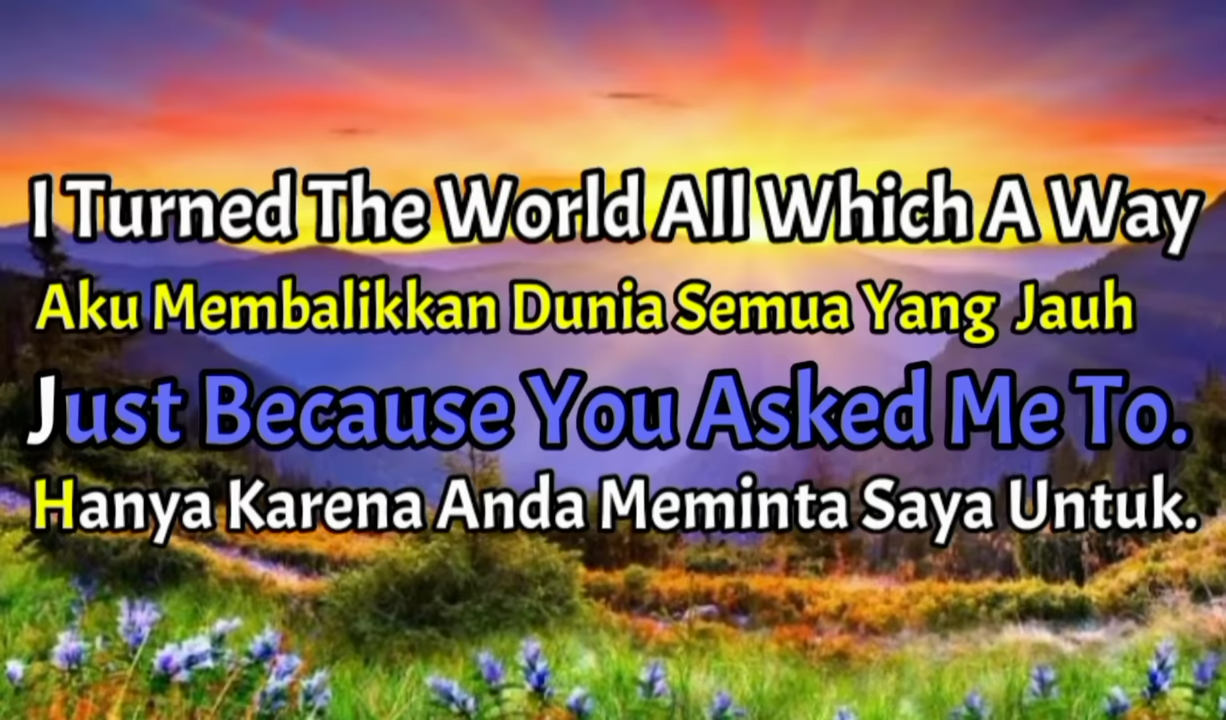 I Turned The World All Which A Way
Aku Membalikkan Dunia Semua Yang Jauh
Just Because You Asked Me To.
Hanya Karena Anda Meminta Saya Untuk.